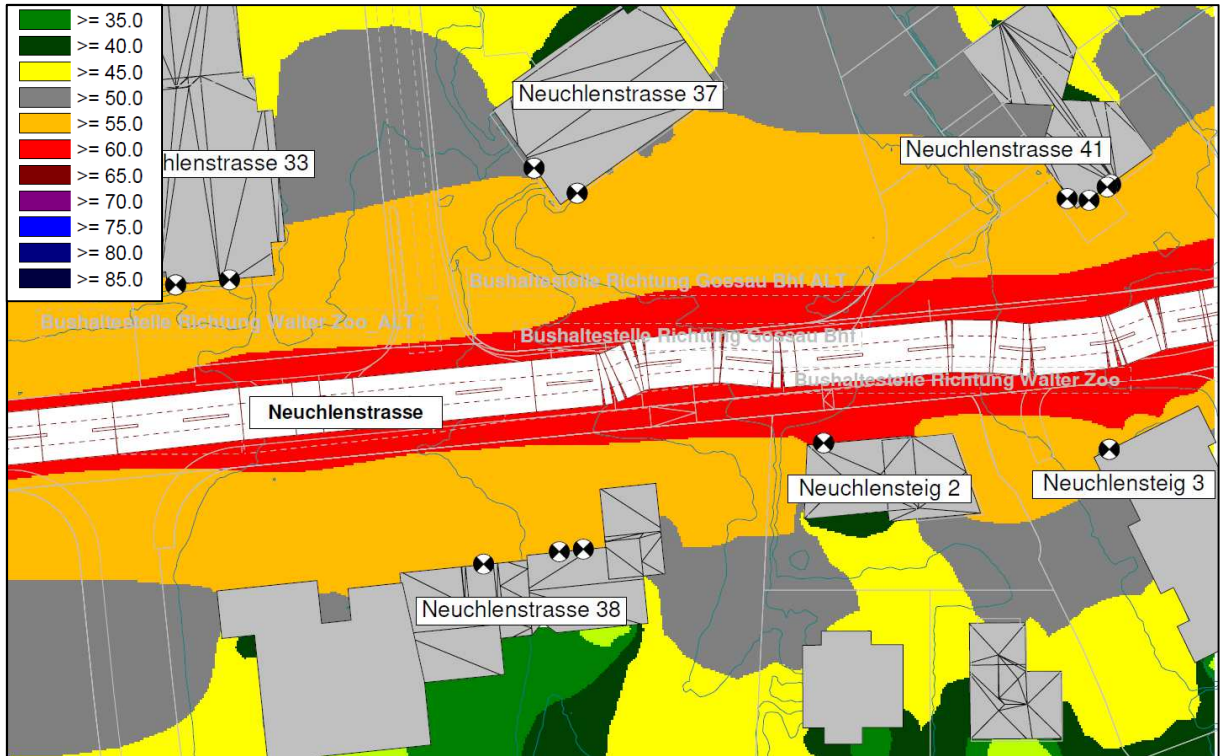 >= 35.0
>= 40.0
>= 45.0
>= 50.0
>= 55.0
>= 60.0
>= 65.0
>= 70.0
>= 75.0
>= 80.0
>= 85.0
Neuchlenstrasse 37
hlenstrasse 33
Neuchlenstrasse 41
Bushaltestelle Richtung Gossau Bhf ALT
Bushaltestelle Richtung Walter Zoo_ALT
Bushaltestelle Richtung Gossau Bhf
Bushaltestelle Richtung Walter Zoo
Neuchlenstrasse
Neuchlensteig 2
Neuchlensteig 3
Neuchlenstrasse 38